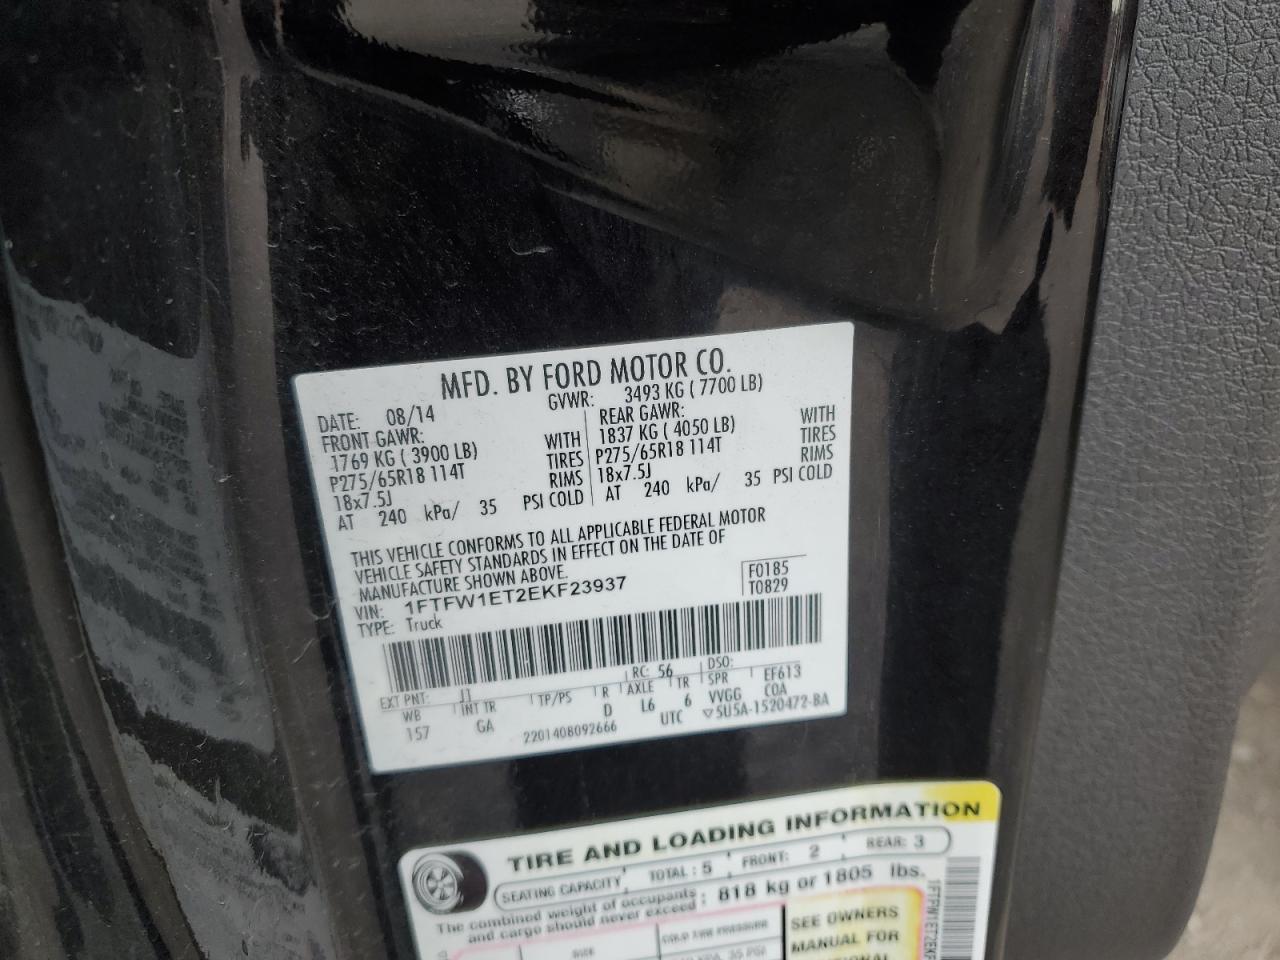 MFD. BY FORD MOTOR CO.
DATE: 08/14 GVWR: 3493 KG ( 7700 LB)
FRONT GAWR: REAR GAWR:
1769 KG ( 3900 LB) WITH 1837 KG ( 4050 LB) WITH
P275/65R18 114T TIRES P275/65R18 114T TIRES
18x7.5J RIMS 18x7.5J RIMS
AT 240 kPa/ 35 PSI COLD AT 240 kPa/ 35 PSI COLD
THIS VEHICLE CONFORMS TO ALL APPLICABLE FEDERAL MOTOR
VEHICLE SAFETY STANDARDS IN EFFECT ON THE DATE OF
MANUFACTURE SHOWN ABOVE.
VIN: 1FTFW1ET2EKF23937
TYPE: Truck
F0185
T0829
EXT PNT: J1 RC: 56 DSO: EF613
WB INT TR TP/PS R AXLE TR SPR COA
157 GA D L6 6 VVGG
2201408092666 UTC ▽SU5A-1520472-BA
TIRE AND LOADING INFORMATION
SEATING CAPACITY TOTAL : 5 FRONT: 2 REAR: 3
The combined weight of occupants
and cargo should never exceed : 818 kg or 1805 lbs.
SIZE COLD TIRE PRESSURE
35 PSI
SEE OWNERS
MANUAL FOR